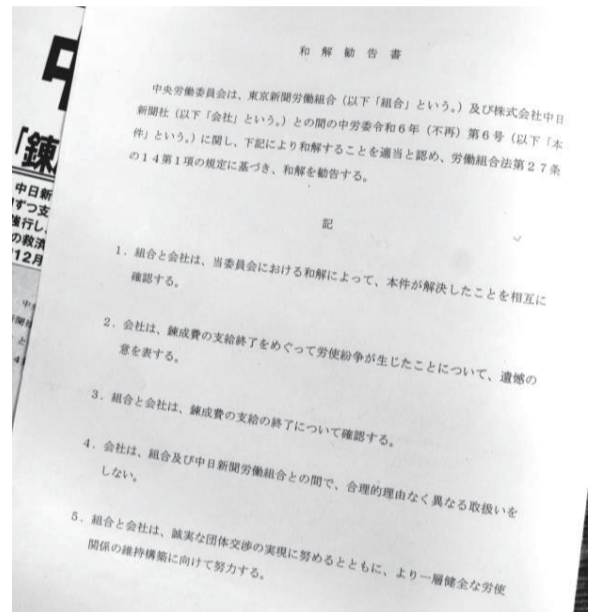 和解勧告書
中央労働委員会は、東京新聞労働組合（以下「組合」という。）及び株式会社中日
新聞社（以下「会社」という。）との間の中労委令和6年（不再）第6号（以下「本
件」という。）に関し、下記により和解することを適当と認め、労働組合法第27条
の14第1項の規定に基づき、和解を勧告する。
記
1．組合と会社は、当委員会における和解によって、本件が解決したことを相互に
確認する。
2．会社は、錬成費の支給終了をめぐって労使紛争が生じたことについて、遺憾の
意を表する。
3．組合と会社は、錬成費の支給の終了について確認する。
4．会社は、組合及び中日新聞労働組合との間で、合理的理由なく異なる取扱いを
しない。
5．組合と会社は、誠実な団体交渉の実現に努めるとともに、より一層健全な労使
関係の維持構築に向けて努力する。
「錬
中日新
ずつ支
強行し
の救済
12月